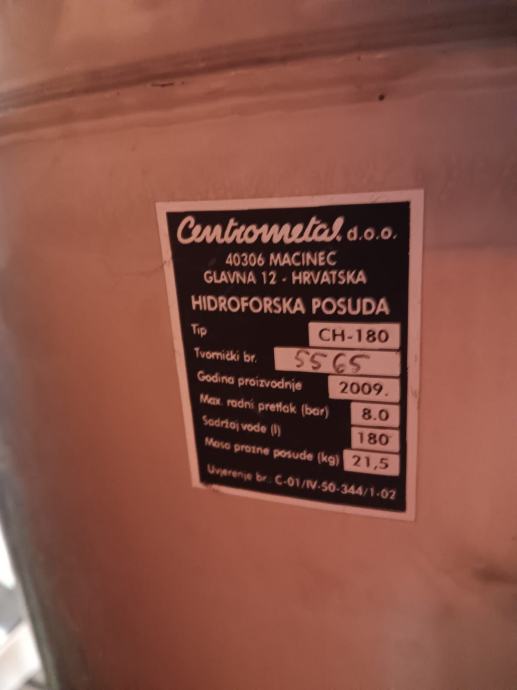 Centrometal d.o.o.
40306 MACINEC
GLAVNA 12 - HRVATSKA
HIDROFORSKA POSUDA
Tip CH-180
Tvornički br. 5565
Godina proizvodnje 2009.
Max. radni pretlak (bar) 8.0
Sadržaj vode (l) 180
Masa prazne posude (kg) 21,5
Uvjerenje br. C-01/IV-50-344/1-02